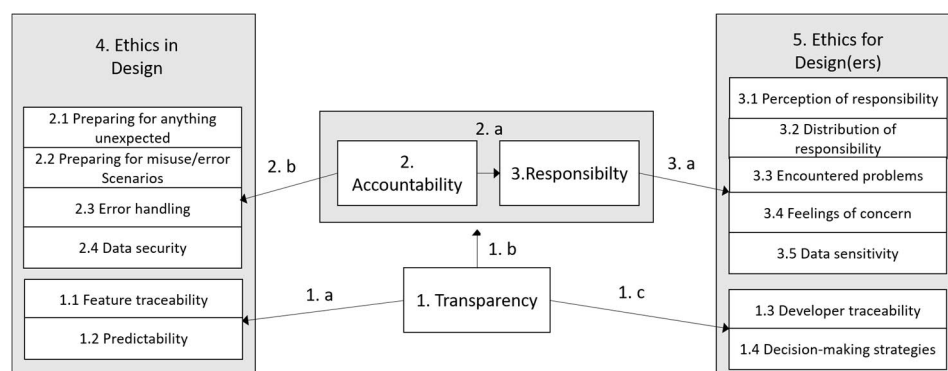 4. Ethics in
Design
2.1 Preparing for anything
unexpected
2.2 Preparing for misuse/error
Scenarios
2.3 Error handling
2.4 Data security
1.1 Feature traceability
1.2 Predictability
2. b
2. a
2.
Accountability
3.Responsibilty
3. a
1. b
1. a
1. Transparency
1. c
5. Ethics for
Design(ers)
3.1 Perception of responsibility
3.2 Distribution of
responsibility
3.3 Encountered problems
3.4 Feelings of concern
3.5 Data sensitivity
1.3 Developer traceability
1.4 Decision-making strategies